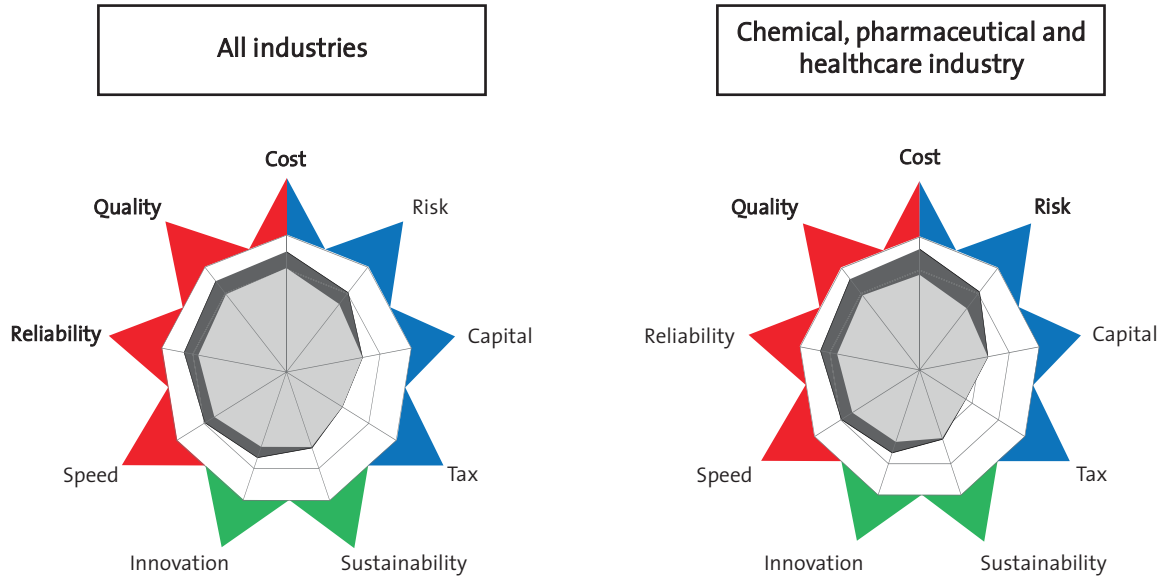 All industries
Chemical, pharmaceutical and
healthcare industry
Cost
Quality
Risk
Reliability
Capital
Speed
Tax
Innovation
Sustainability
Cost
Quality
Risk
Reliability
Capital
Speed
Tax
Innovation
Sustainability